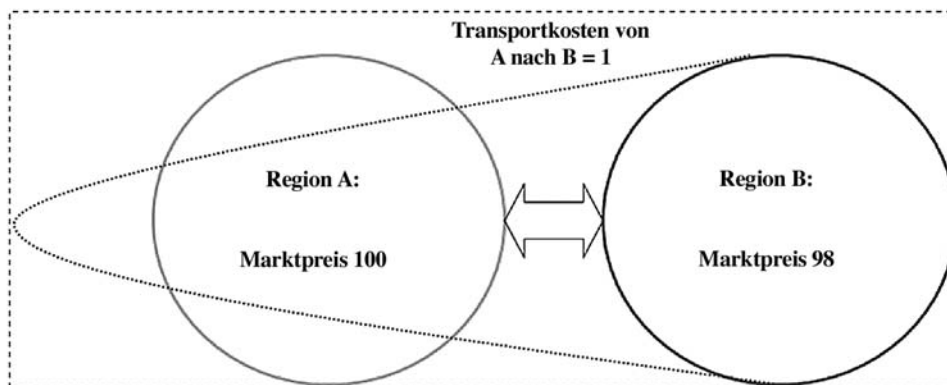 Transportkosten von
A nach B = 1
Region A:
Region B:
Marktpreis 100
Marktpreis 98